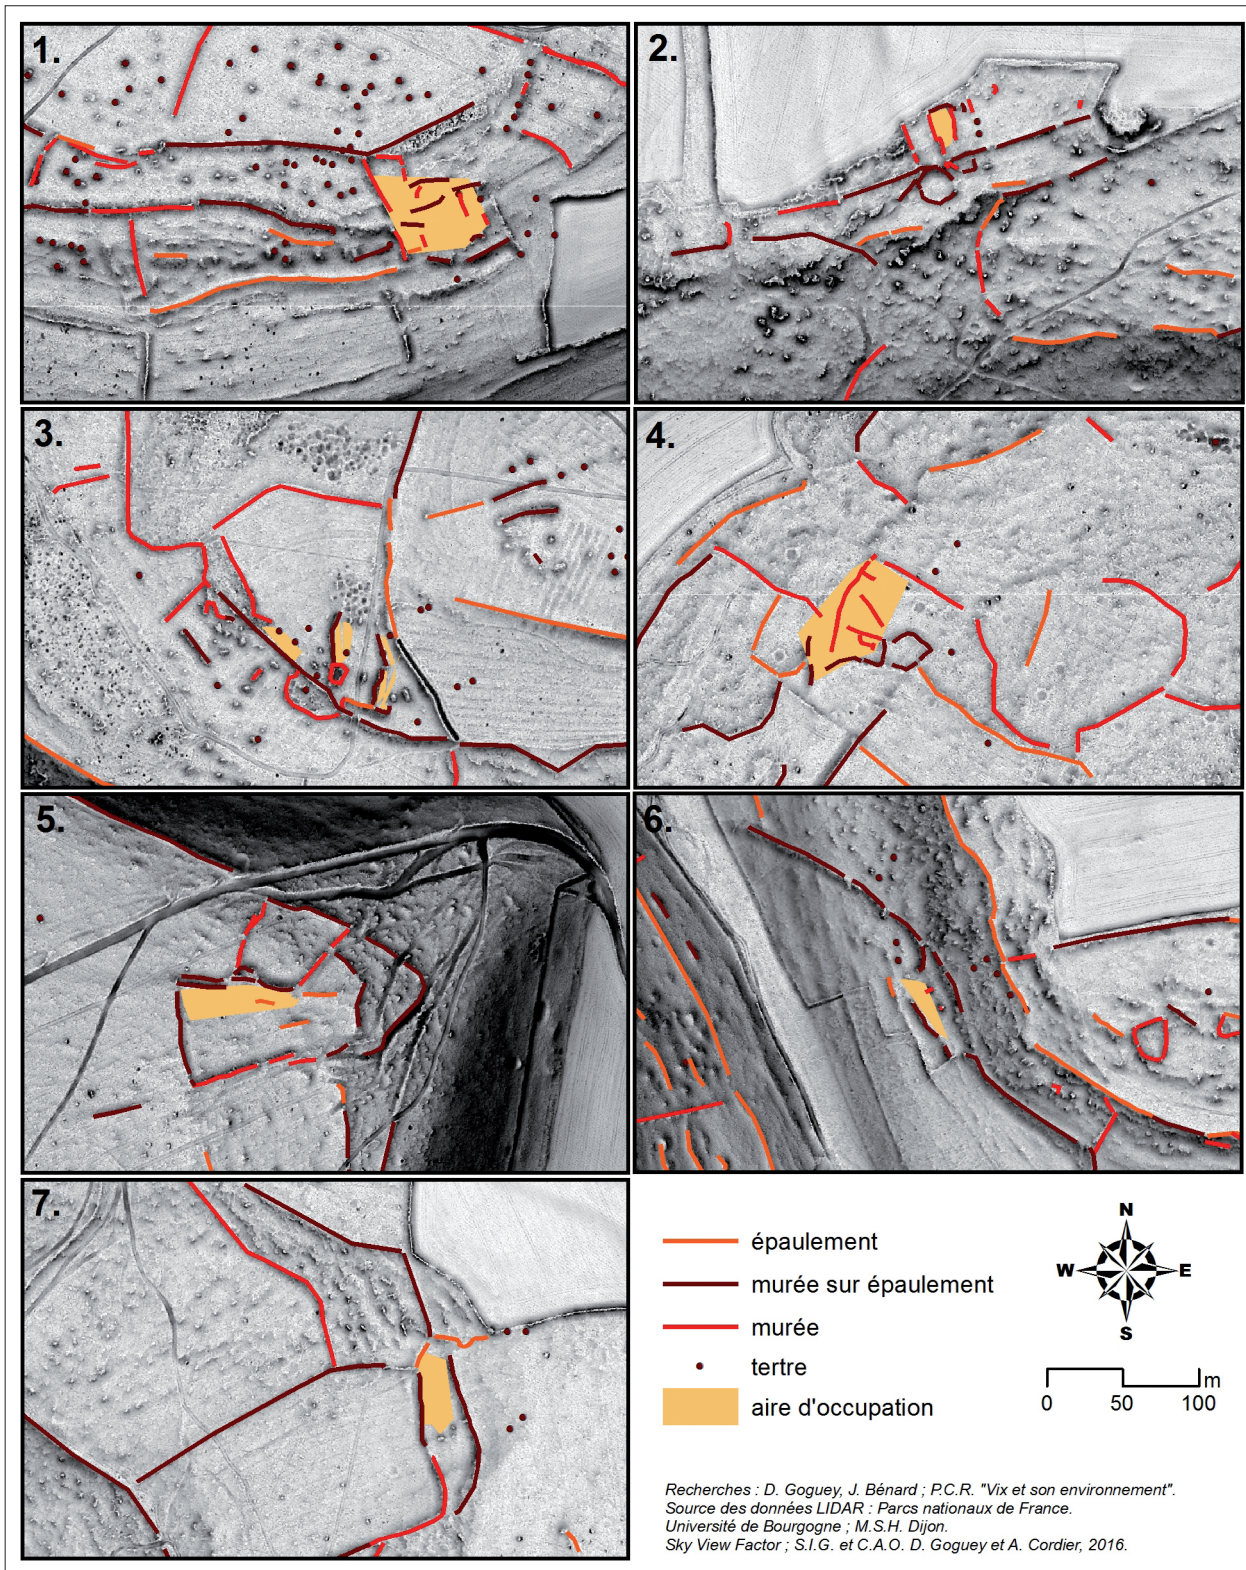 1.
2.
3.
4.
5.
6.
7.
épaulement
murée sur épaulement
murée
tertre
aire d'occupation
N
W E
S
m
0 50 100
Recherches : D. Goguey, J. Bénard ; P.C.R. "Vix et son environnement".
Source des données LIDAR : Parcs nationaux de France.
Université de Bourgogne ; M.S.H. Dijon.
Sky View Factor ; S.I.G. et C.A.O. D. Goguey et A. Cordier, 2016.